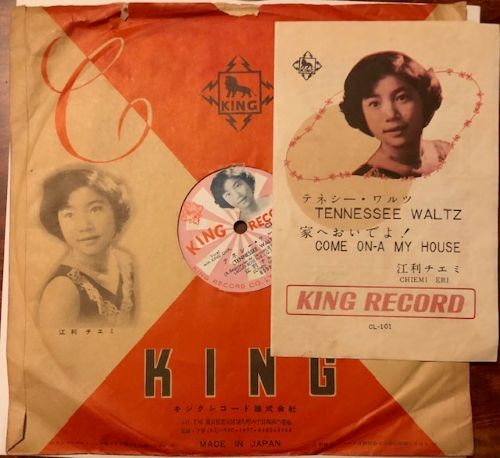 KING
江利チエミ
KING RECORD
TENNESSEE WALTZ
KING RECORD CO.
KING
キングレコード株式会社
MADE IN JAPAN
テネシー・ワルツ
TENNESSEE WALTZ
家へおいでよ!
COME ON-A MY HOUSE
江利チエミ
CHIEMI ERI
KING RECORD
CL-101